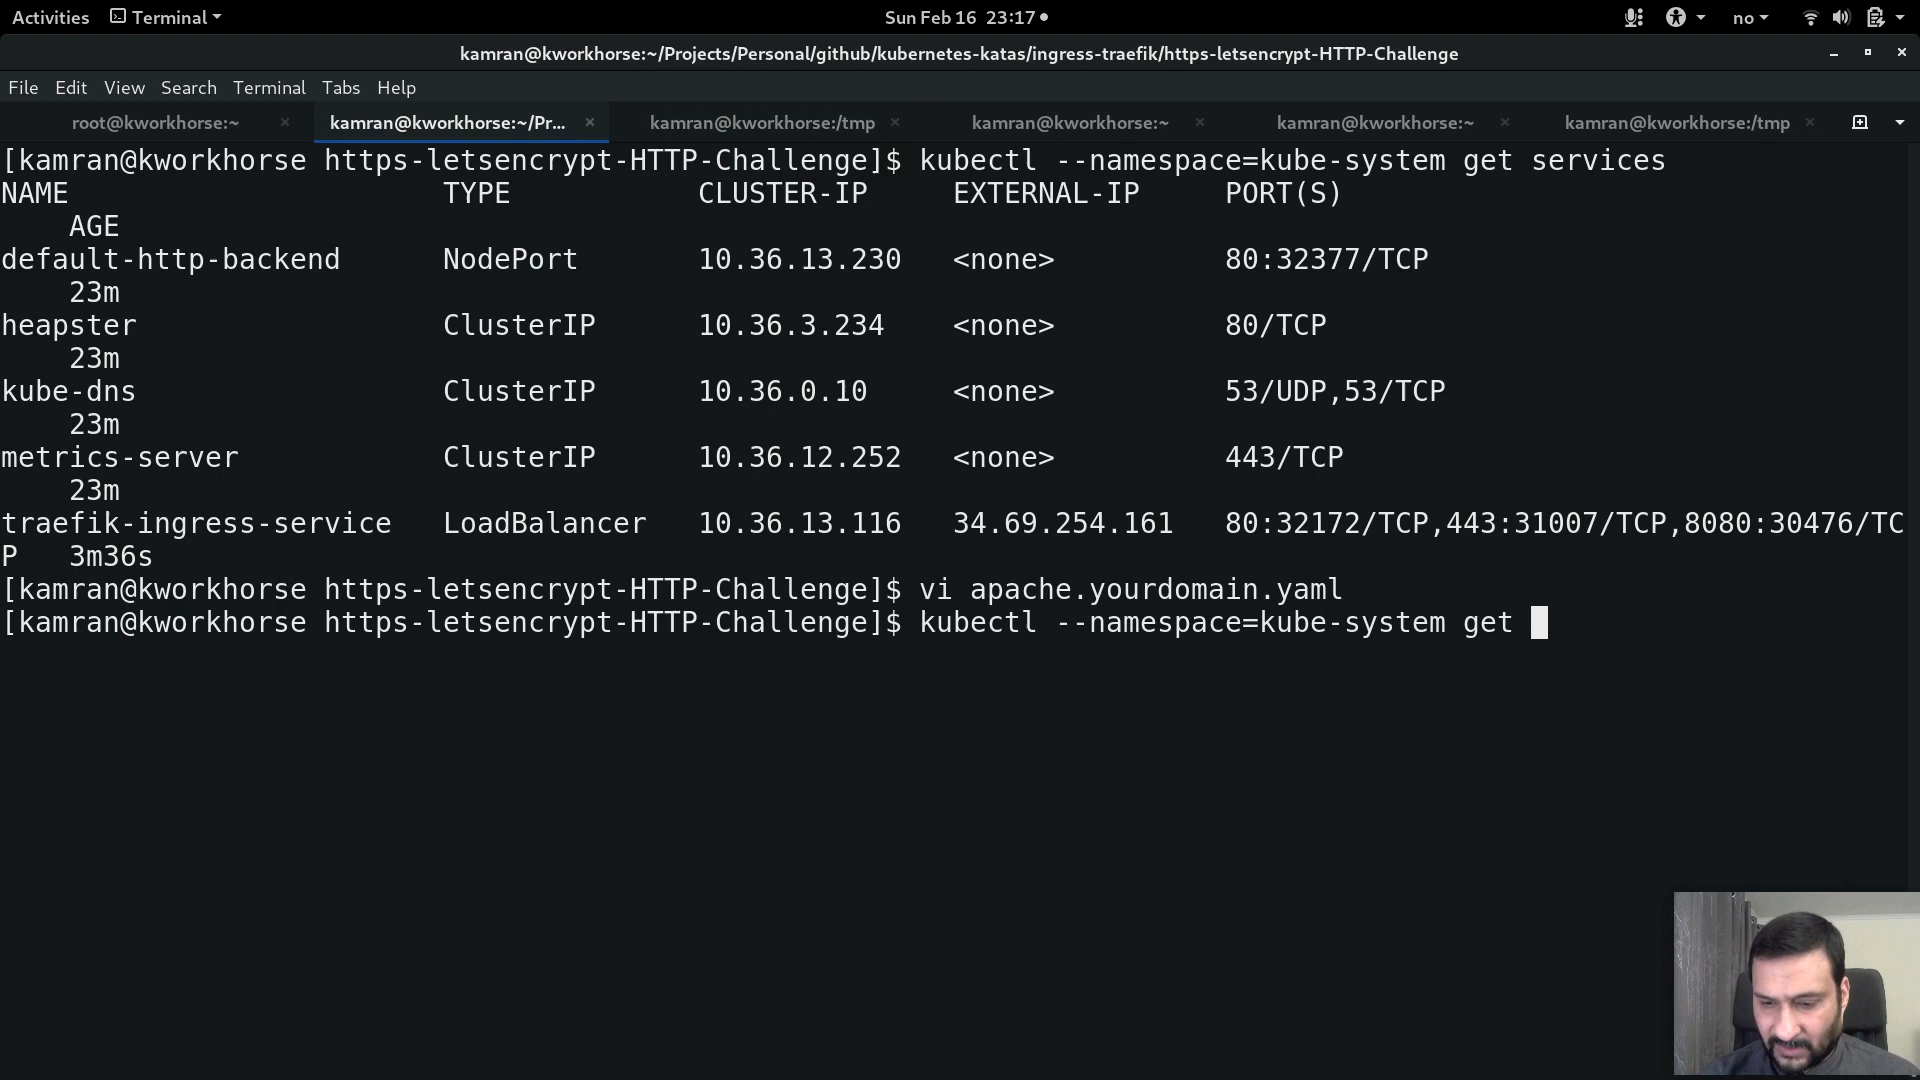 Activities Terminal Sun Feb 16 23:17 no
kamran@kworkhorse:~/Projects/Personal/github/kubernetes-katas/ingress-traefik/https-letsencrypt-HTTP-Challenge
File Edit View Search Terminal Tabs Help
root@kworkhorse:~ kamran@kworkhorse:~/Pr... kamran@kworkhorse:/tmp kamran@kworkhorse:~ kamran@kworkhorse:~ kamran@kworkhorse:/tmp
[kamran@kworkhorse https-letsencrypt-HTTP-Challenge]$ kubectl --namespace=kube-system get services
NAME TYPE CLUSTER-IP EXTERNAL-IP PORT(S)
AGE
default-http-backend NodePort 10.36.13.230 <none> 80:32377/TCP
23m
heapster ClusterIP 10.36.3.234 <none> 80/TCP
23m
kube-dns ClusterIP 10.36.0.10 <none> 53/UDP,53/TCP
23m
metrics-server ClusterIP 10.36.12.252 <none> 443/TCP
23m
traefik-ingress-service LoadBalancer 10.36.13.116 34.69.254.161 80:32172/TCP,443:31007/TCP,8080:30476/TC
P 3m36s
[kamran@kworkhorse https-letsencrypt-HTTP-Challenge]$ vi apache.yourdomain.yaml
[kamran@kworkhorse https-letsencrypt-HTTP-Challenge]$ kubectl --namespace=kube-system get